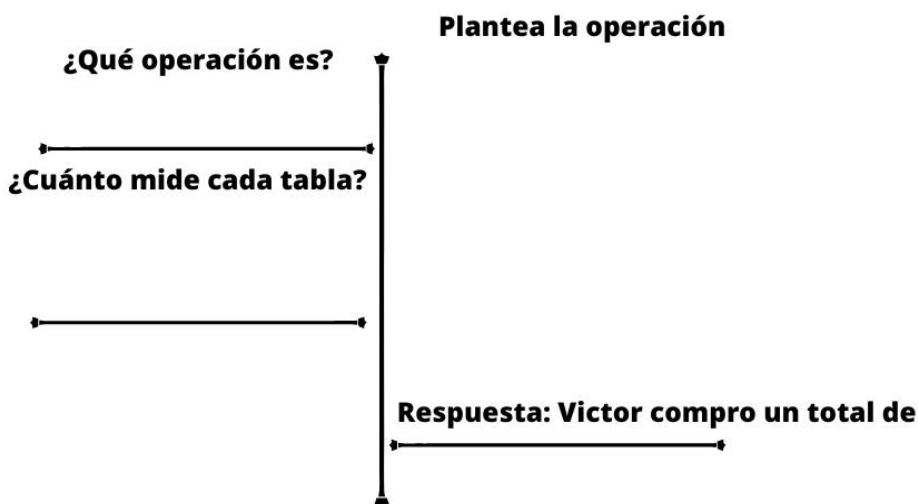 Plantea la operación
¿Qué operación es?
¿Cuánto mide cada tabla?
Respuesta: Victor compro un total de